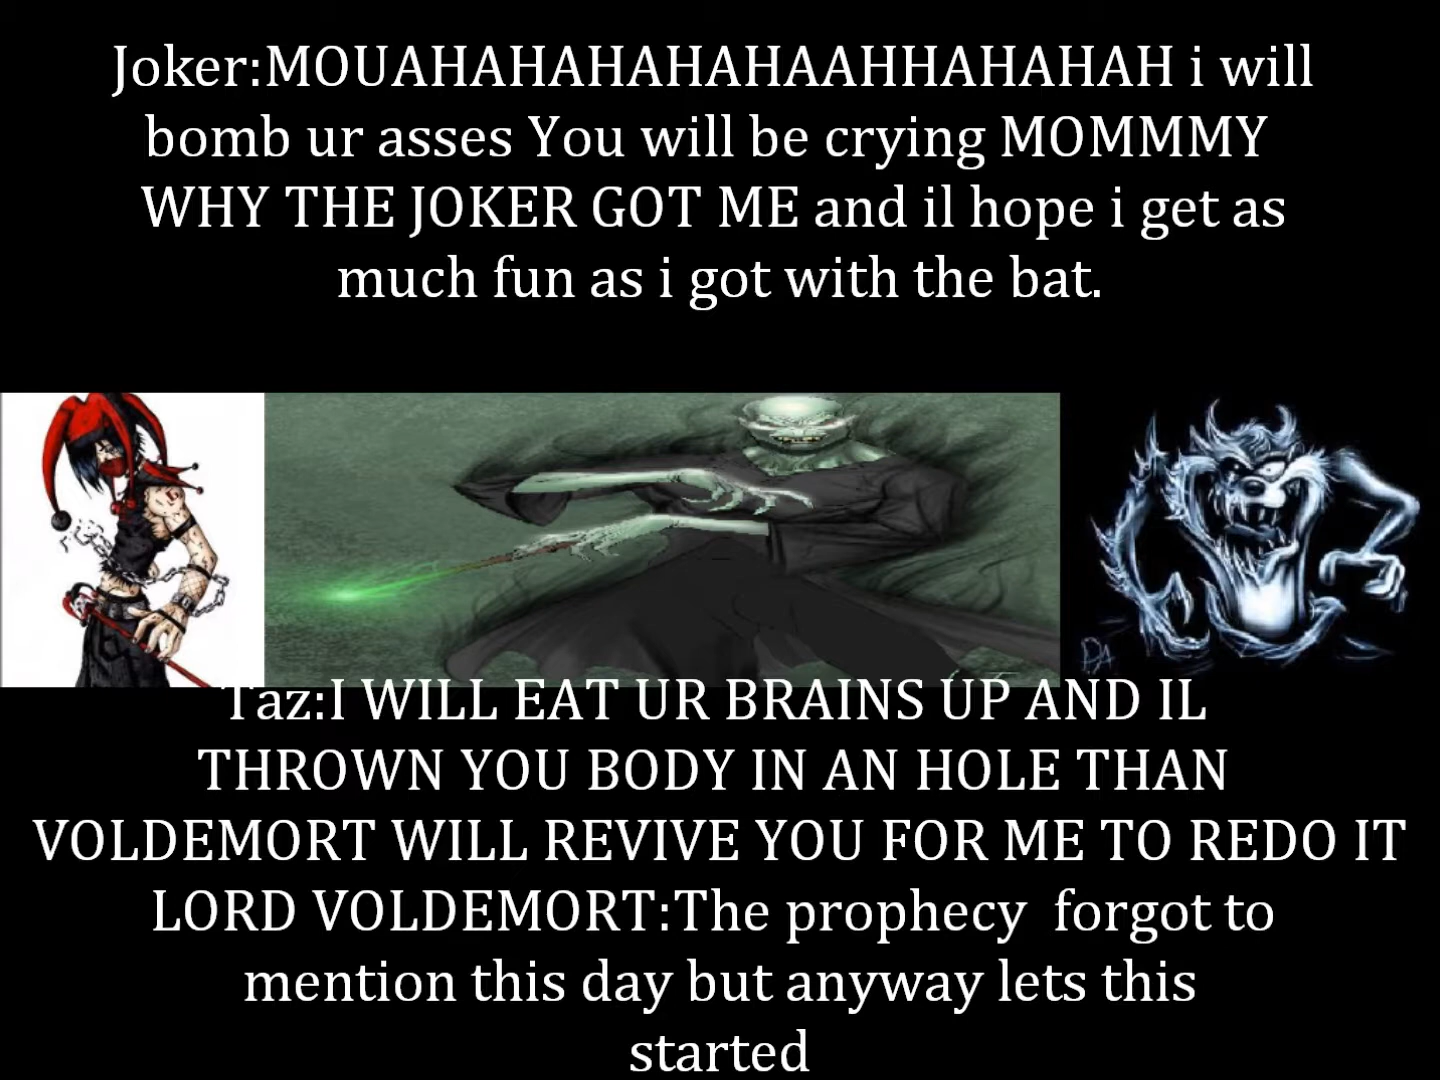 Joker:MOUAHAHAHAHAHAHAAHHAHAHAH i will
bomb ur asses You will be crying MOMMMY
WHY THE JOKER GOT ME and il hope i get as
much fun as i got with the bat.
Taz:I WILL EAT UR BRAINS UP AND IL
THROWN YOU BODY IN AN HOLE THAN
VOLDEMORT WILL REVIVE YOU FOR ME TO REDO IT
LORD VOLDEMORT:The prophecy  forgot to
mention this day but anyway lets this
started